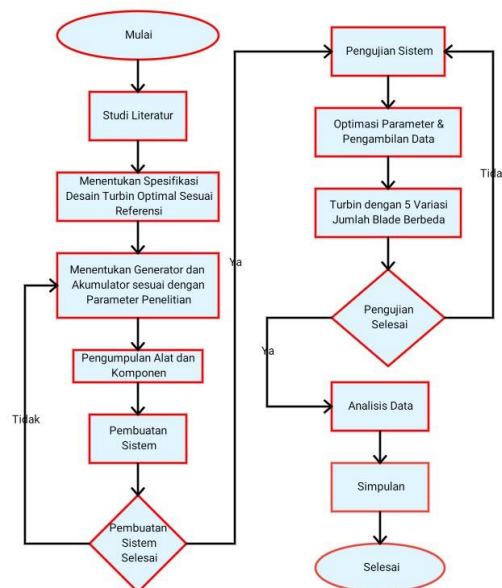 Mulai
Studi Literatur
Menentukan Spesifikasi
Desain Turbin Optimal Sesuai
Referensi
Menentukan Generator dan
Akumulator sesuai dengan
Parameter Penelitian
Pengumpulan Alat dan
Komponen
Pembuatan
Sistem
Pembuatan
Sistem
Selesai
Tidak
Ya
Pengujian Sistem
Optimasi Parameter &
Pengambilan Data
Turbin dengan 5 Variasi
Jumlah Blade Berbeda
Pengujian
Selesai
Tida
Ya
Analisis Data
Simpulan
Selesai